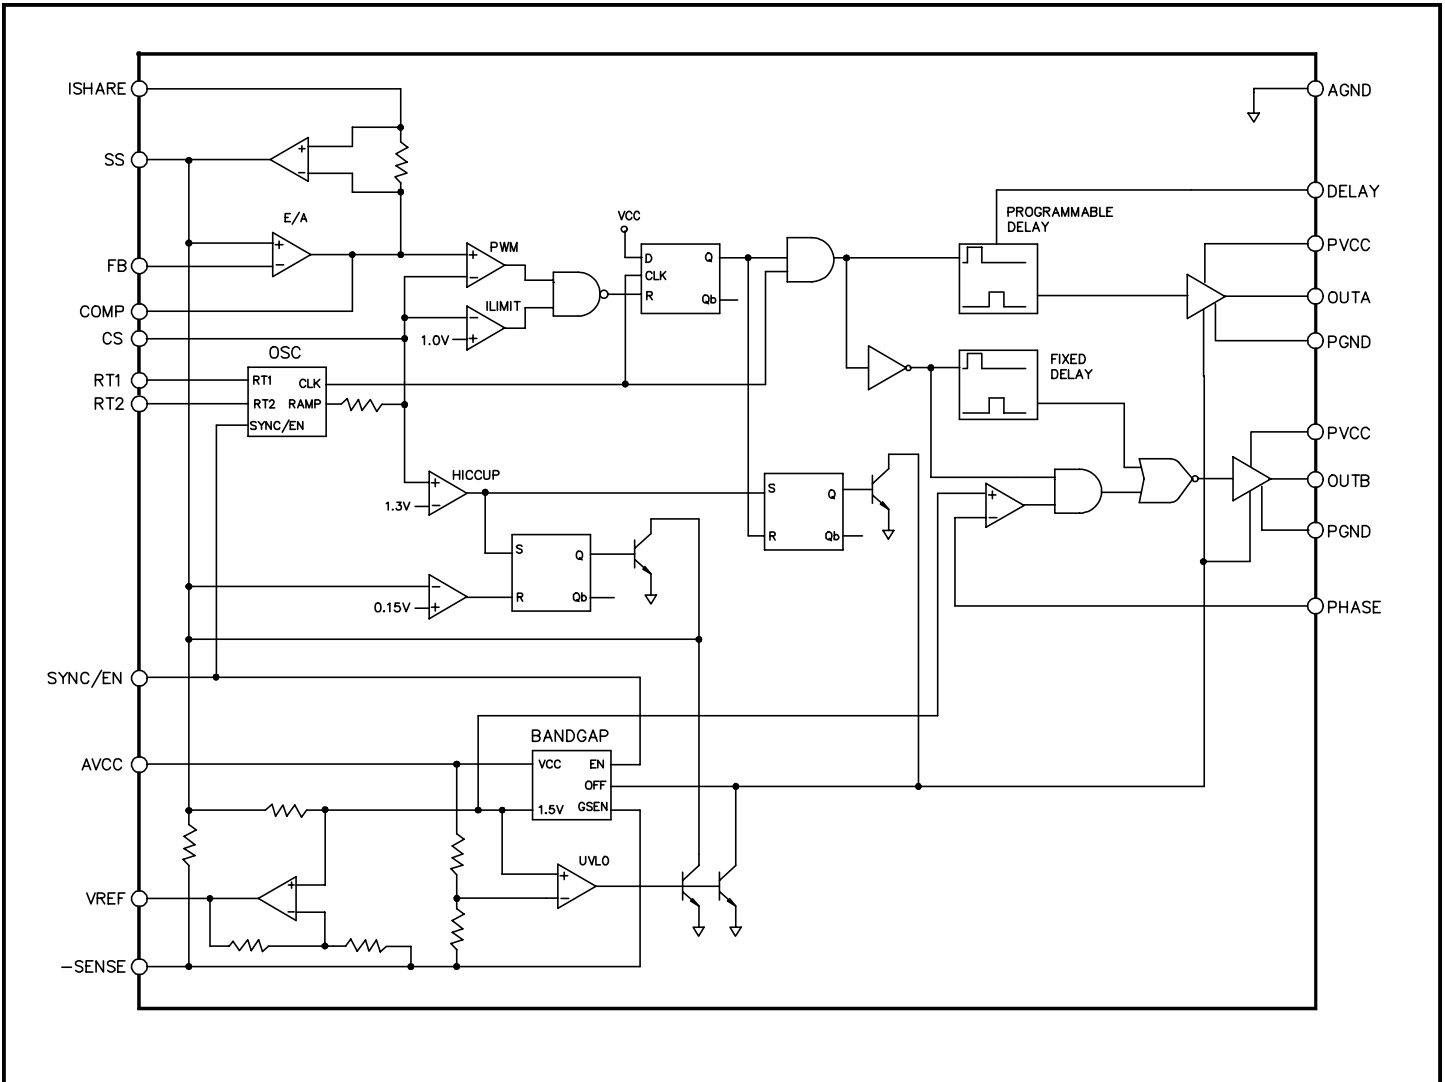 ISHARE
AGND
SS
DELAY
PROGRAMMABLE
DELAY
E/A
VCC
PVCC
PWM
+
−
+
−
+
−
D
Q
CLK
R
Qb
FB
COMP
ILIMIT
−
1.0V
+
OUTA
CS
PGND
OSC
FIXED
DELAY
RT1
RT1
CLK
RT2
RT2
RAMP
SYNC/EN
PVCC
HICCUP
+
1.3V
−
S
Q
R
Qb
+
−
OUTB
PGND
S
Q
R
Qb
−
0.15V
+
PHASE
SYNC/EN
BANDGAP
AVCC
VCC
EN
OFF
1.5V
GSEN
UVLO
+
−
VREF
+
−
−SENSE